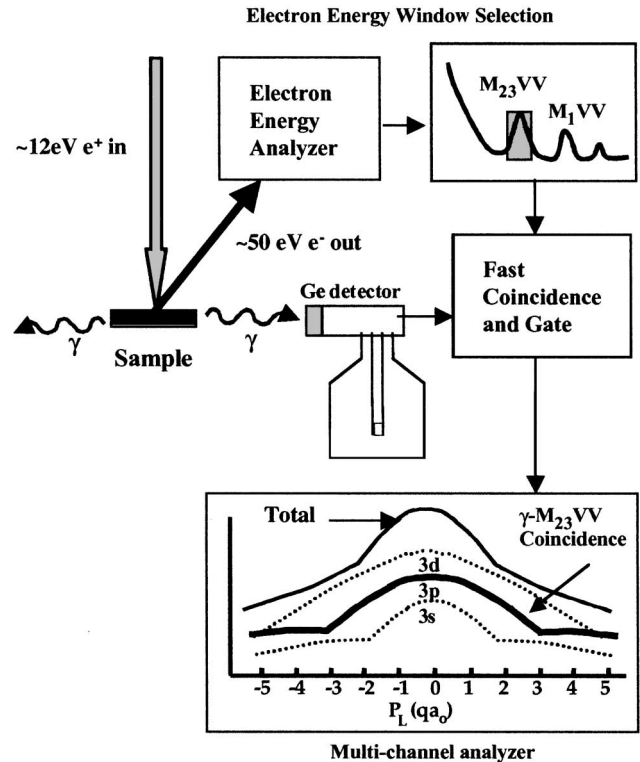 Electron Energy Window Selection
Electron
Energy
Analyzer
M₂₃VV
M₁VV
~12eV e⁺ in
~50 eV e⁻ out
Fast
Coincidence
and Gate
Ge detector
γ
γ
Sample
Total
γ-M₂₃VV
Coincidence
3d
3p
3s
-5 -4 -3 -2 -1 0 1 2 3 4 5
P_L (qaₒ)
Multi-channel analyzer